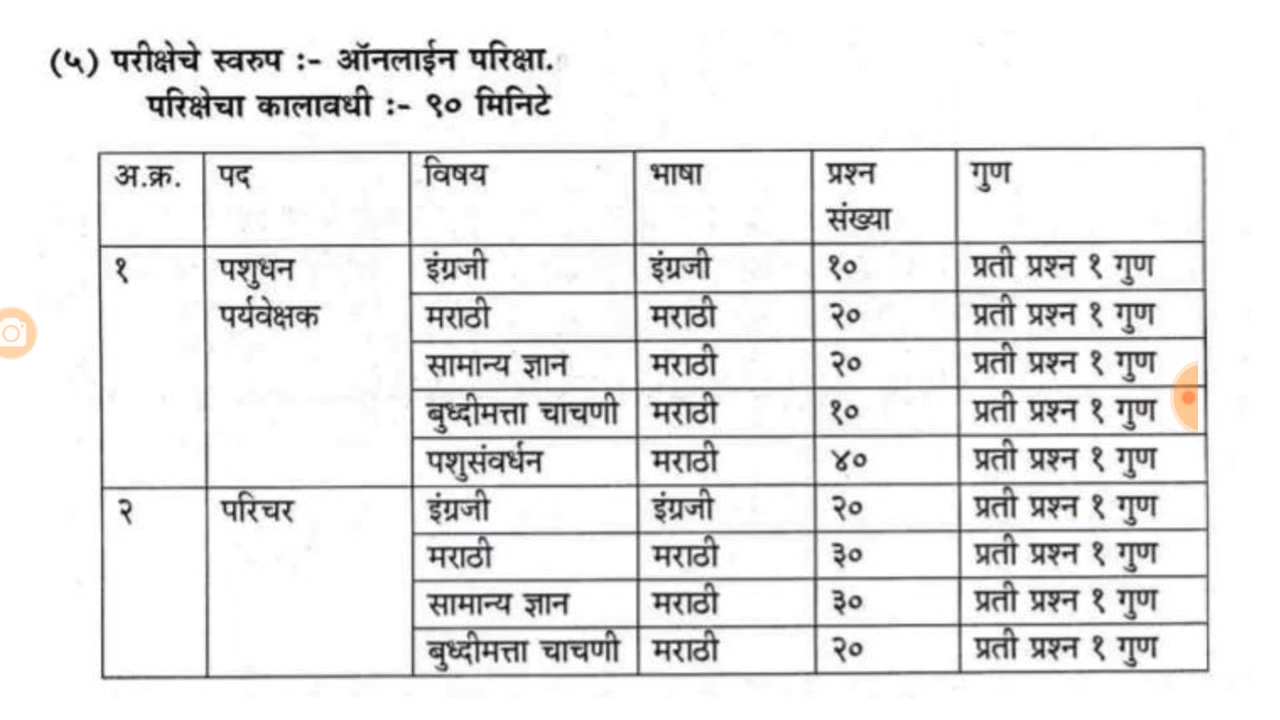 (५) परीक्षेचे स्वरुप :- ऑनलाईन परिक्षा.
परिक्षेचा कालावधी :- ९० मिनिटे
अ.क्र. पद विषय भाषा प्रश्न संख्या गुण
१ पशुधन पर्यवेक्षक इंग्रजी इंग्रजी १० प्रती प्रश्न १ गुण
मराठी मराठी २० प्रती प्रश्न १ गुण
सामान्य ज्ञान मराठी २० प्रती प्रश्न १ गुण
बुध्दीमत्ता चाचणी मराठी १० प्रती प्रश्न १ गुण
पशुसंवर्धन मराठी ४० प्रती प्रश्न १ गुण
२ परिचर इंग्रजी इंग्रजी २० प्रती प्रश्न १ गुण
मराठी मराठी ३० प्रती प्रश्न १ गुण
सामान्य ज्ञान मराठी ३० प्रती प्रश्न १ गुण
बुध्दीमत्ता चाचणी मराठी २० प्रती प्रश्न १ गुण